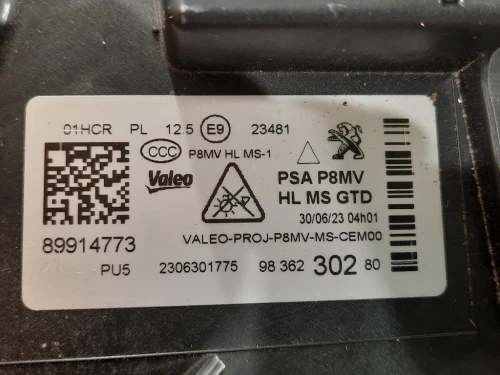 01HCR PL 12.5 E9 23481
CCC P8MV HL MS-1
Valeo PSA P8MV
HL MS GTD
30/06/23 04h01
VALEO-PROJ-P8MV-MS-CEM00
89914773
PU5 2306301775 98 362 302 80